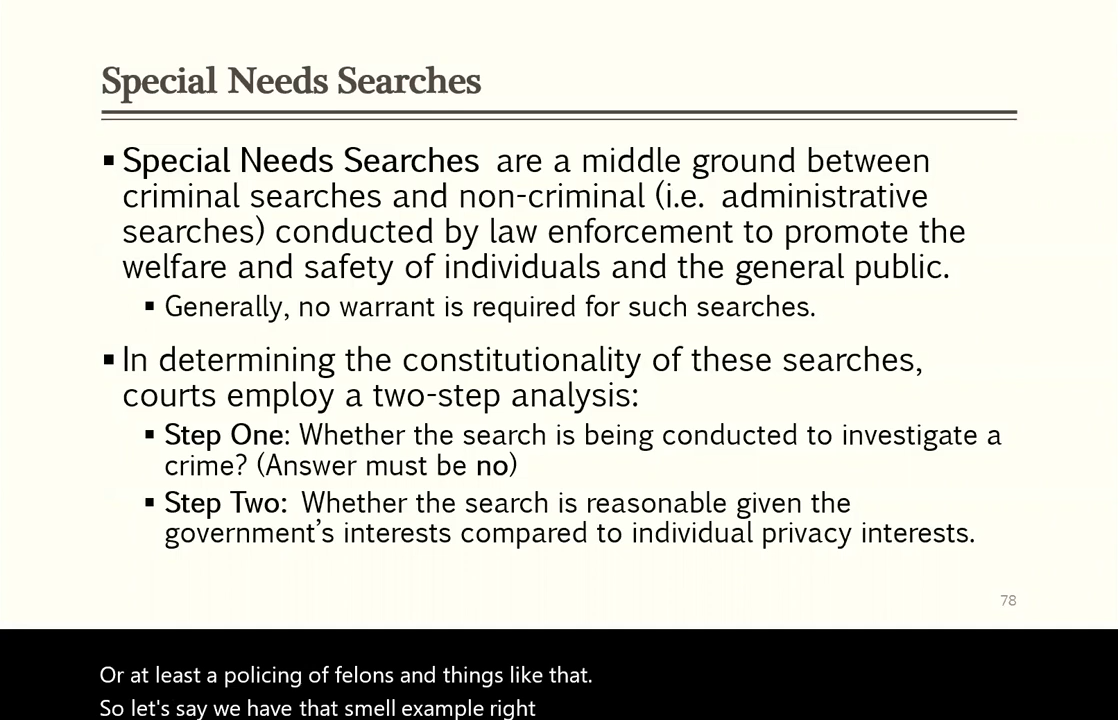 Special Needs Searches
▪ Special Needs Searches are a middle ground between
criminal searches and non-criminal (i.e. administrative
searches) conducted by law enforcement to promote the
welfare and safety of individuals and the general public.
▪ Generally, no warrant is required for such searches.
▪ In determining the constitutionality of these searches,
courts employ a two-step analysis:
▪ Step One: Whether the search is being conducted to investigate a
crime? (Answer must be no)
▪ Step Two: Whether the search is reasonable given the
government's interests compared to individual privacy interests.
78
Or at least a policing of felons and things like that.
So let's say we have that smell example right